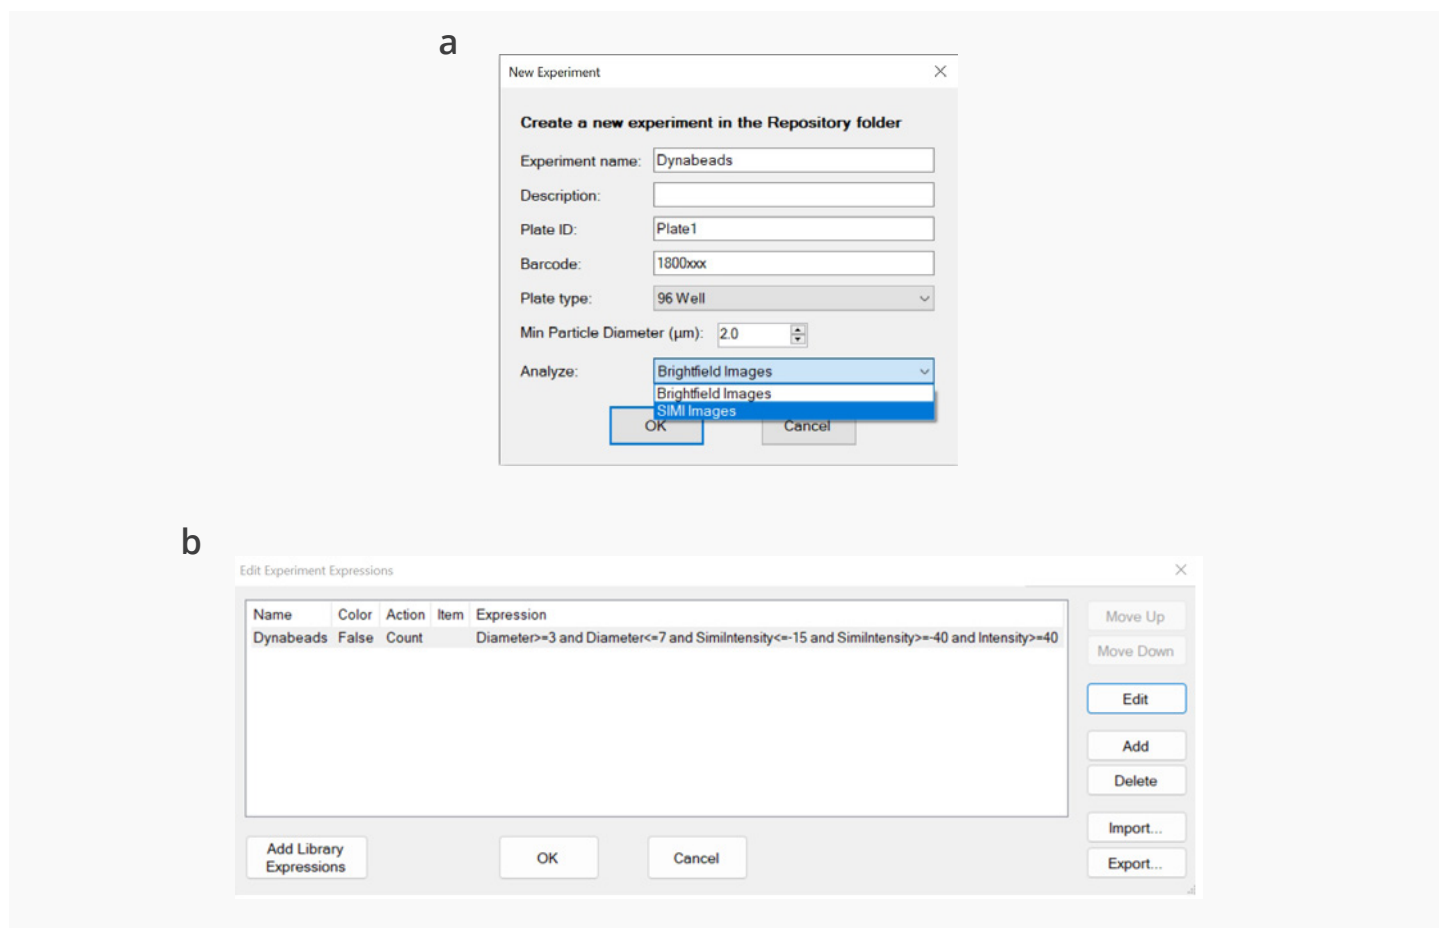 a
New Experiment
Create a new experiment in the Repository folder
Experiment name: Dynabeads
Description:
Plate ID: Plate1
Barcode: 1800xxx
Plate type: 96 Well
Min Particle Diameter (µm): 2.0
Analyze: Brightfield Images
Brightfield Images
SIMI Images
OK Cancel
b
Edit Experiment Expressions
Name Color Action Item Expression
Dynabeads False Count Diameter>=3 and Diameter<=7 and SimiIntensity<=-15 and SimiIntensity>=-40 and Intensity>=40
Move Up
Move Down
Edit
Add
Delete
Import...
Export...
Add Library
Expressions
OK
Cancel